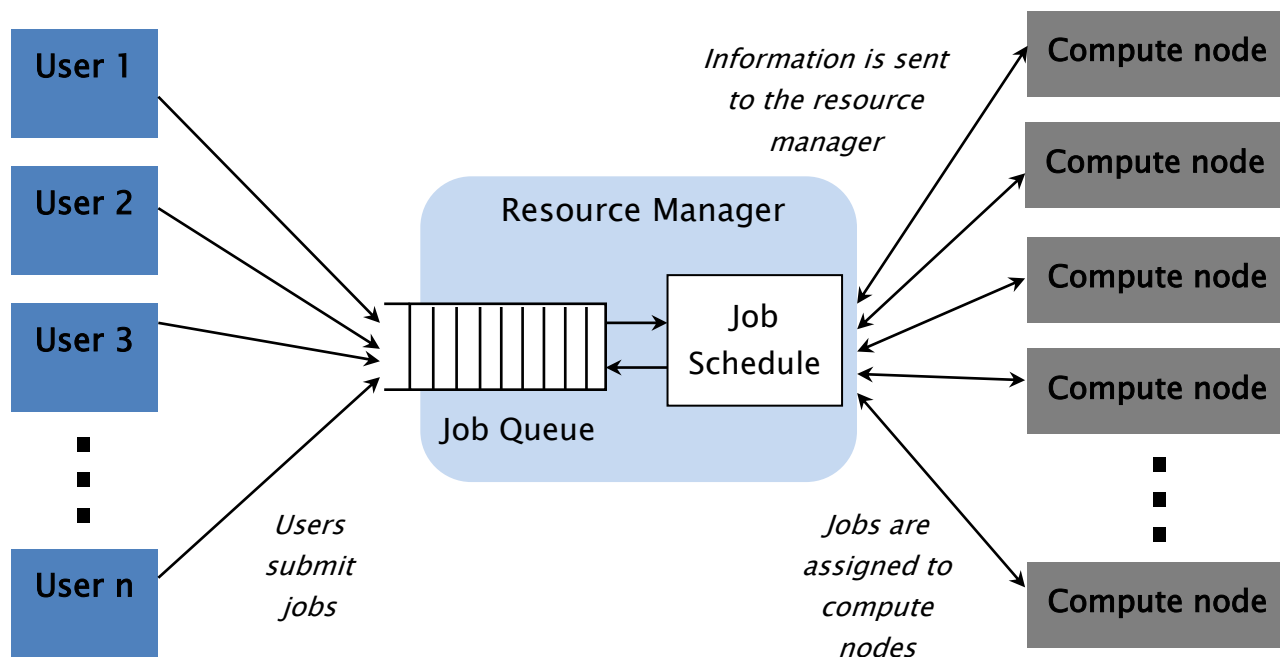 User 1
User 2
User 3
User n
Users
submit
jobs
Resource Manager
Job Queue
Job
Schedule
Information is sent
to the resource
manager
Jobs are
assigned to
compute
nodes
Compute node
Compute node
Compute node
Compute node
Compute node